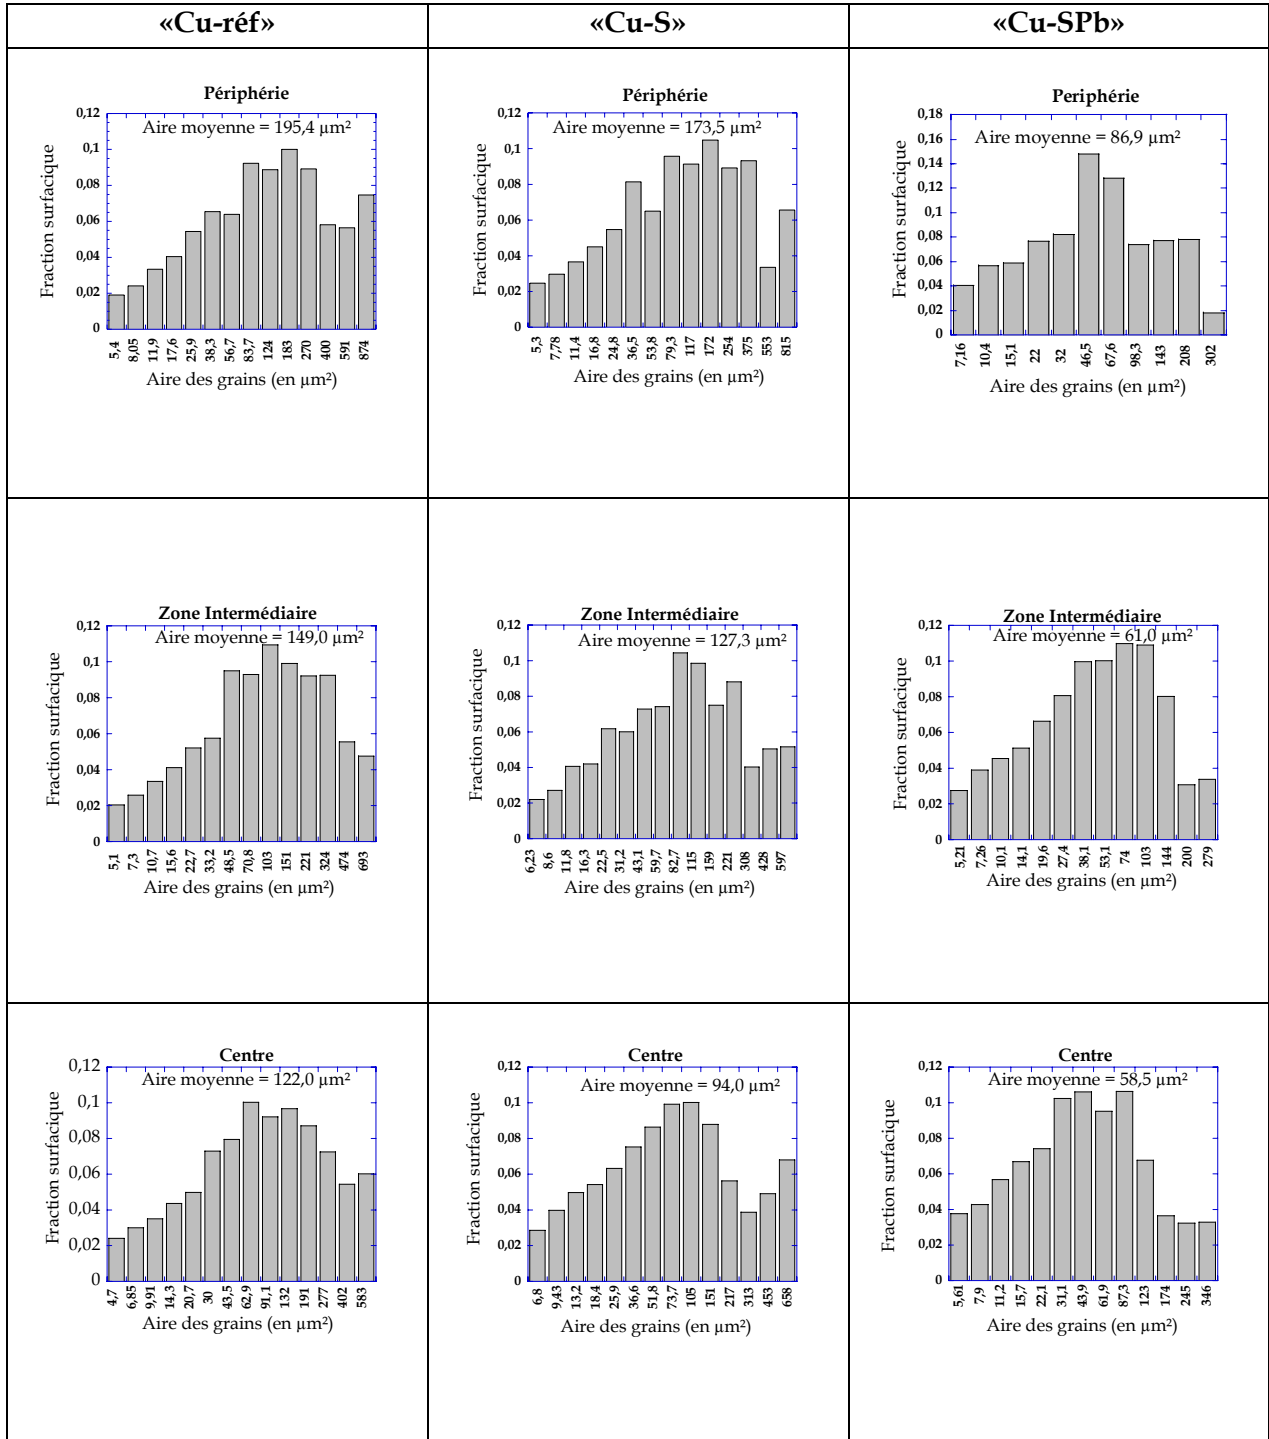 «Cu-réf»
«Cu-S»
«Cu-SPb»
Périphérie
Aire moyenne = 195,4 µm²
Fraction surfacique
0,12
0,1
0,08
0,06
0,04
0,02
0
5,4 8,05 11,9 17,6 25,9 38,3 56,7 83,7 124 183 270 400 591 874
Aire des grains (en µm²)
Périphérie
Aire moyenne = 173,5 µm²
Fraction surfacique
0,12
0,1
0,08
0,06
0,04
0,02
0
5,3 7,78 11,4 16,8 24,8 36,5 53,8 79,3 117 172 254 375 553 815
Aire des grains (en µm²)
Periphérie
Aire moyenne = 86,9 µm²
Fraction surfacique
0,18
0,16
0,14
0,12
0,1
0,08
0,06
0,04
0,02
0
7,16 10,4 15,1 22 32 46,5 67,6 98,3 143 208 302
Aire des grains (en µm²)
Zone Intermédiaire
Aire moyenne = 149,0 µm²
Fraction surfacique
0,12
0,1
0,08
0,06
0,04
0,02
0
5,1 7,3 10,7 15,6 22,7 33,2 48,5 70,8 103 151 221 324 474 693
Aire des grains (en µm²)
Zone Intermédiaire
Aire moyenne = 127,3 µm²
Fraction surfacique
0,12
0,1
0,08
0,06
0,04
0,02
0
6,23 8,6 11,8 16,3 22,5 31,2 43,1 59,7 82,7 115 159 221 308 428 597
Aire des grains (en µm²)
Zone Intermédiaire
Aire moyenne = 61,0 µm²
Fraction surfacique
0,12
0,1
0,08
0,06
0,04
0,02
0
5,21 7,26 10,1 14,1 19,6 27,4 38,1 53,1 74 103 144 200 279
Aire des grains (en µm²)
Centre
Aire moyenne = 122,0 µm²
Fraction surfacique
0,12
0,1
0,08
0,06
0,04
0,02
0
4,7 6,85 9,91 14,3 20,7 30 43,5 62,9 91,1 132 191 277 402 583
Aire des grains (en µm²)
Centre
Aire moyenne = 94,0 µm²
Fraction surfacique
0,12
0,1
0,08
0,06
0,04
0,02
0
6,8 9,43 13,2 18,4 25,9 36,6 51,8 73,7 105 151 217 313 453 658
Aire des grains (en µm²)
Centre
Aire moyenne = 58,5 µm²
Fraction surfacique
0,12
0,1
0,08
0,06
0,04
0,02
0
5,61 7,9 11,2 15,7 22,1 31,1 43,9 61,9 87,3 123 174 245 346
Aire des grains (en µm²)